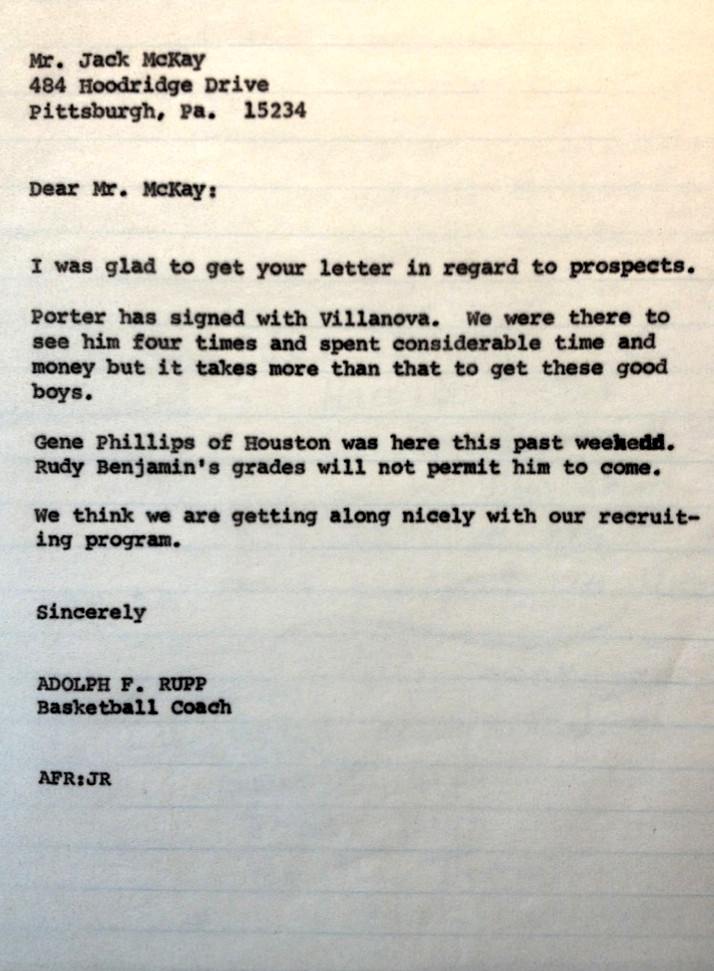 Mr. Jack McKay
484 Hoodridge Drive
Pittsburgh, Pa.  15234
Dear Mr. McKay:
I was glad to get your letter in regard to prospects.
Porter has signed with Villanova.  We were there to
see him four times and spent considerable time and
money but it takes more than that to get these good
boys.
Gene Phillips of Houston was here this past weekedd.
Rudy Benjamin's grades will not permit him to come.
We think we are getting along nicely with our recruit-
ing program.
Sincerely
ADOLPH F. RUPP
Basketball Coach
AFR:JR